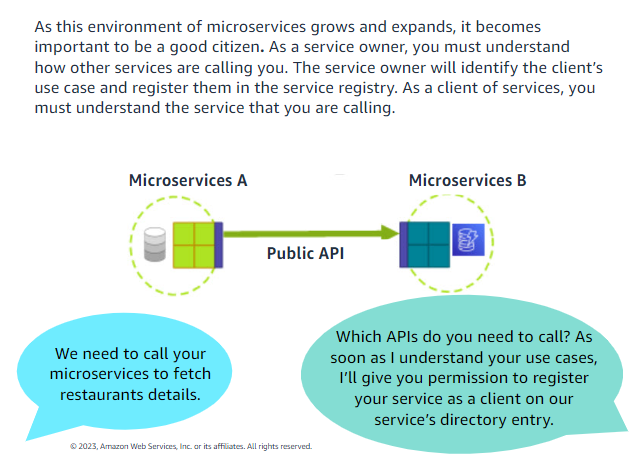 As this environment of microservices grows and expands, it becomes
important to be a good citizen. As a service owner, you must understand
how other services are calling you. The service owner will identify the client’s
use case and register them in the service registry. As a client of services, you
must understand the service that you are calling.
Microservices A
Microservices B
Public API
We need to call your
microservices to fetch
restaurants details.
Which APIs do you need to call? As
soon as I understand your use cases,
I’ll give you permission to register
your service as a client on our
service’s directory entry.
© 2023, Amazon Web Services, Inc. or its affiliates. All rights reserved.